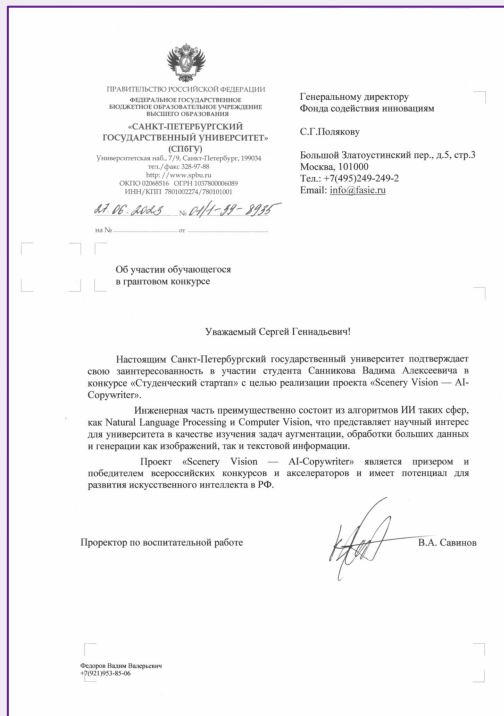 ПРАВИТЕЛЬСТВО РОССИЙСКОЙ ФЕДЕРАЦИИ
ФЕДЕРАЛЬНОЕ ГОСУДАРСТВЕННОЕ
БЮДЖЕТНОЕ ОБРАЗОВАТЕЛЬНОЕ УЧРЕЖДЕНИЕ
ВЫСШЕГО ОБРАЗОВАНИЯ
«САНКТ-ПЕТЕРБУРГСКИЙ
ГОСУДАРСТВЕННЫЙ УНИВЕРСИТЕТ»
(СПбГУ)
Университетская наб., 7/9, Санкт-Петербург, 199034
тел./факс 328-97-88
http: //www.spbu.ru
ОКПО 02068516 ОГРН 1037800006089
ИНН/КПП 7801002274/780101001
27.06.2023 № 01/1-39-8935
на № от
Генеральному директору
Фонда содействия инновациям
С.Г.Полякову
Большой Златоустинский пер., д.5, стр.3
Москва, 101000
Тел.: +7(495)249-249-2
Email: info@fasie.ru
Об участии обучающегося
в грантовом конкурсе
Уважаемый Сергей Геннадьевич!
Настоящим Санкт-Петербургский государственный университет подтверждает
свою заинтересованность в участии студента Санникова Вадима Алексеевича в
конкурсе «Студенческий стартап» с целью реализации проекта «Scenery Vision — AI-
Copywriter».
Инженерная часть преимущественно состоит из алгоритмов ИИ таких сфер,
как Natural Language Processing и Computer Vision, что представляет научный интерес
для университета в качестве изучения задач аугментации, обработки больших данных
и генерации как изображений, так и текстовой информации.
Проект «Scenery Vision — AI-Copywriter» является призером и
победителем всероссийских конкурсов и акселераторов и имеет потенциал для
развития искусственного интеллекта в РФ.
Проректор по воспитательной работе
В.А. Савинов
Федоров Вадим Валерьевич
+7(921)953-85-06